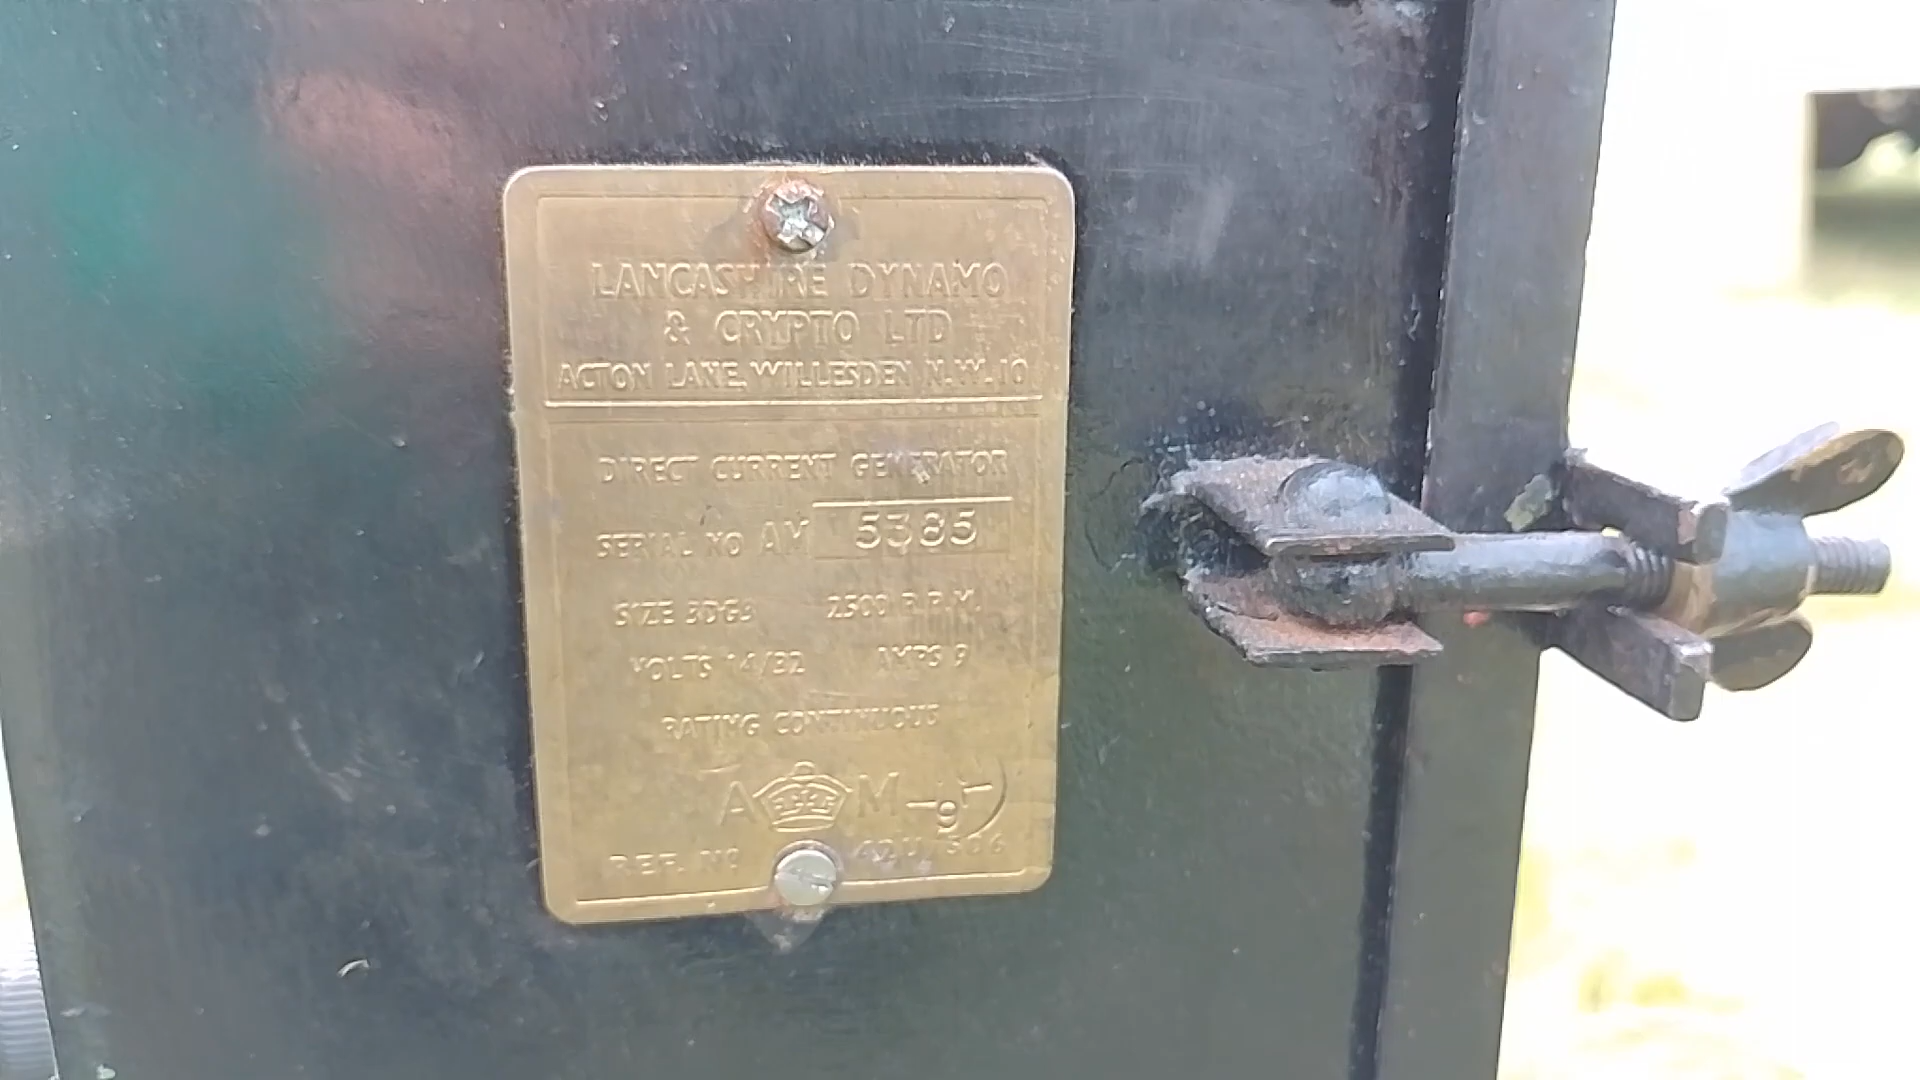 LANCASHIRE DYNAMO
& CRYPTO LTD
ACTON LANE, WILLESDEN N.W.10
DIRECT CURRENT GENERATOR
SERIAL NO AM 5385
SIZE 2500 R.P.M.
VOLTS 14/32 AMPS 9
RATING CONTINUOUS
A M
REF. NO